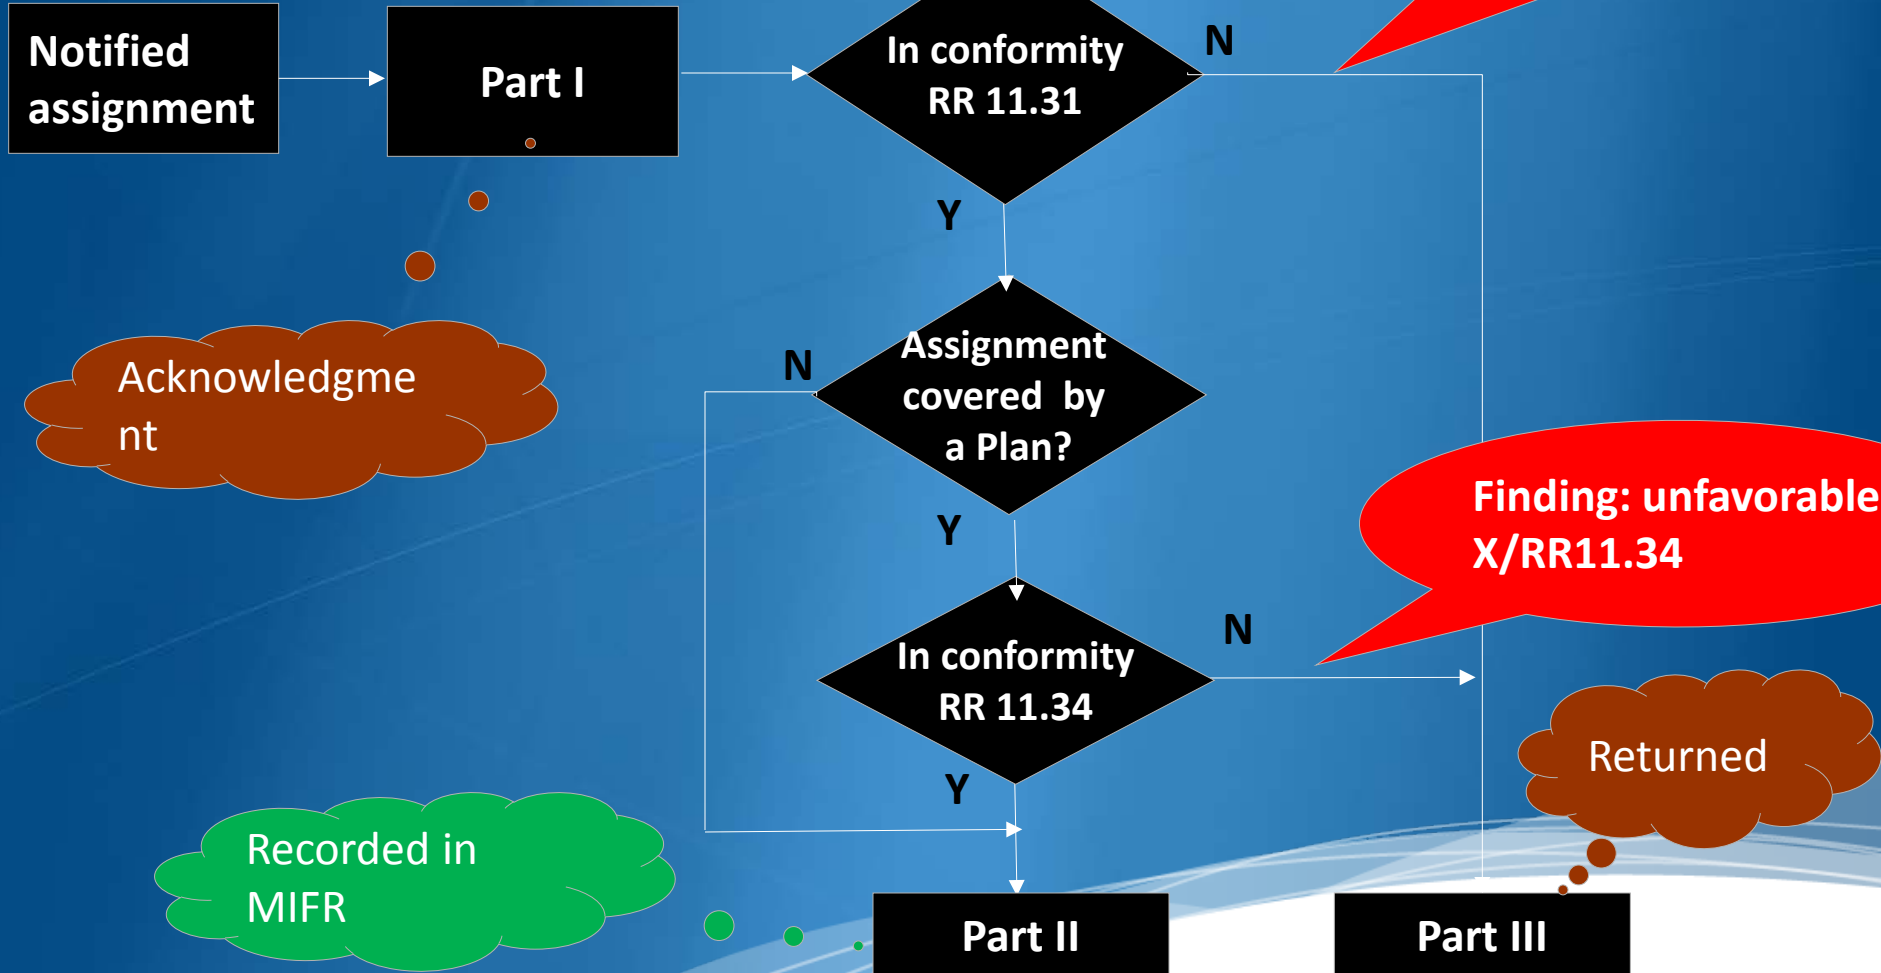 Notified
assignment
Part I
In conformity
RR 11.31
N
Y
Acknowledgme
nt
N
Assignment
covered by
a Plan?
Y
Finding: unfavorable
X/RR11.34
In conformity
RR 11.34
N
Y
Returned
Recorded in
MIFR
Part II
Part III